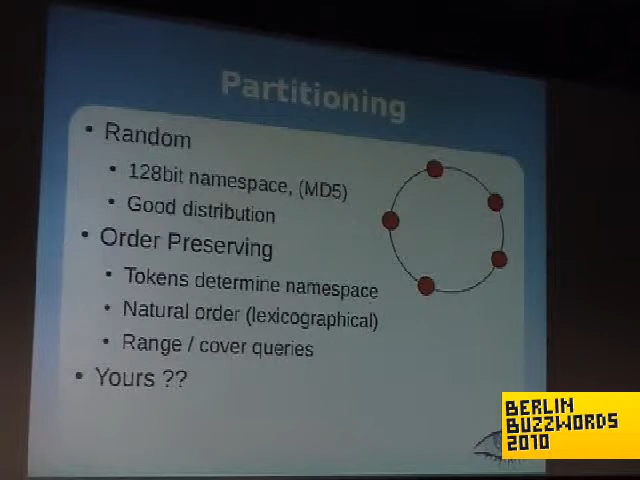 Partitioning
• Random
• 128bit namespace, (MD5)
• Good distribution
• Order Preserving
• Tokens determine namespace
• Natural order (lexicographical)
• Range / cover queries
• Yours ??
BERLIN
BUZZWORDS
2010